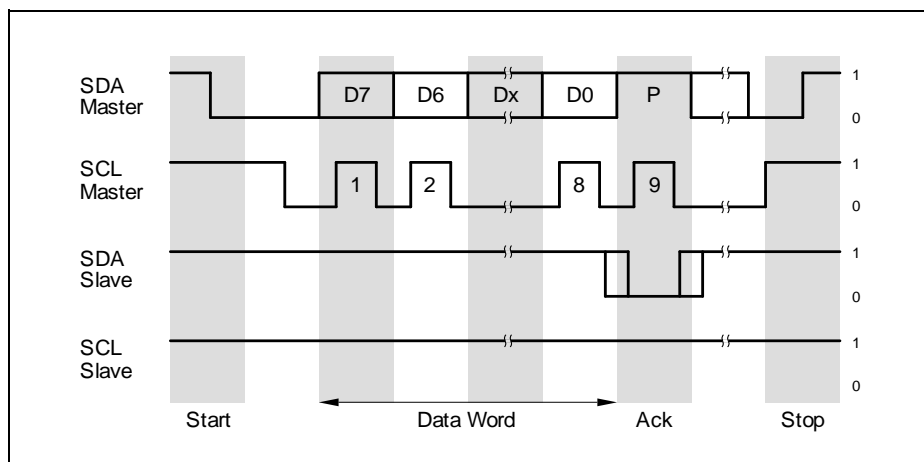 SDA
Master
D7 D6 Dx D0 P
1
0
SCL
Master
1 2 8 9
1
0
SDA
Slave
1
0
SCL
Slave
1
0
Start Data Word Ack Stop